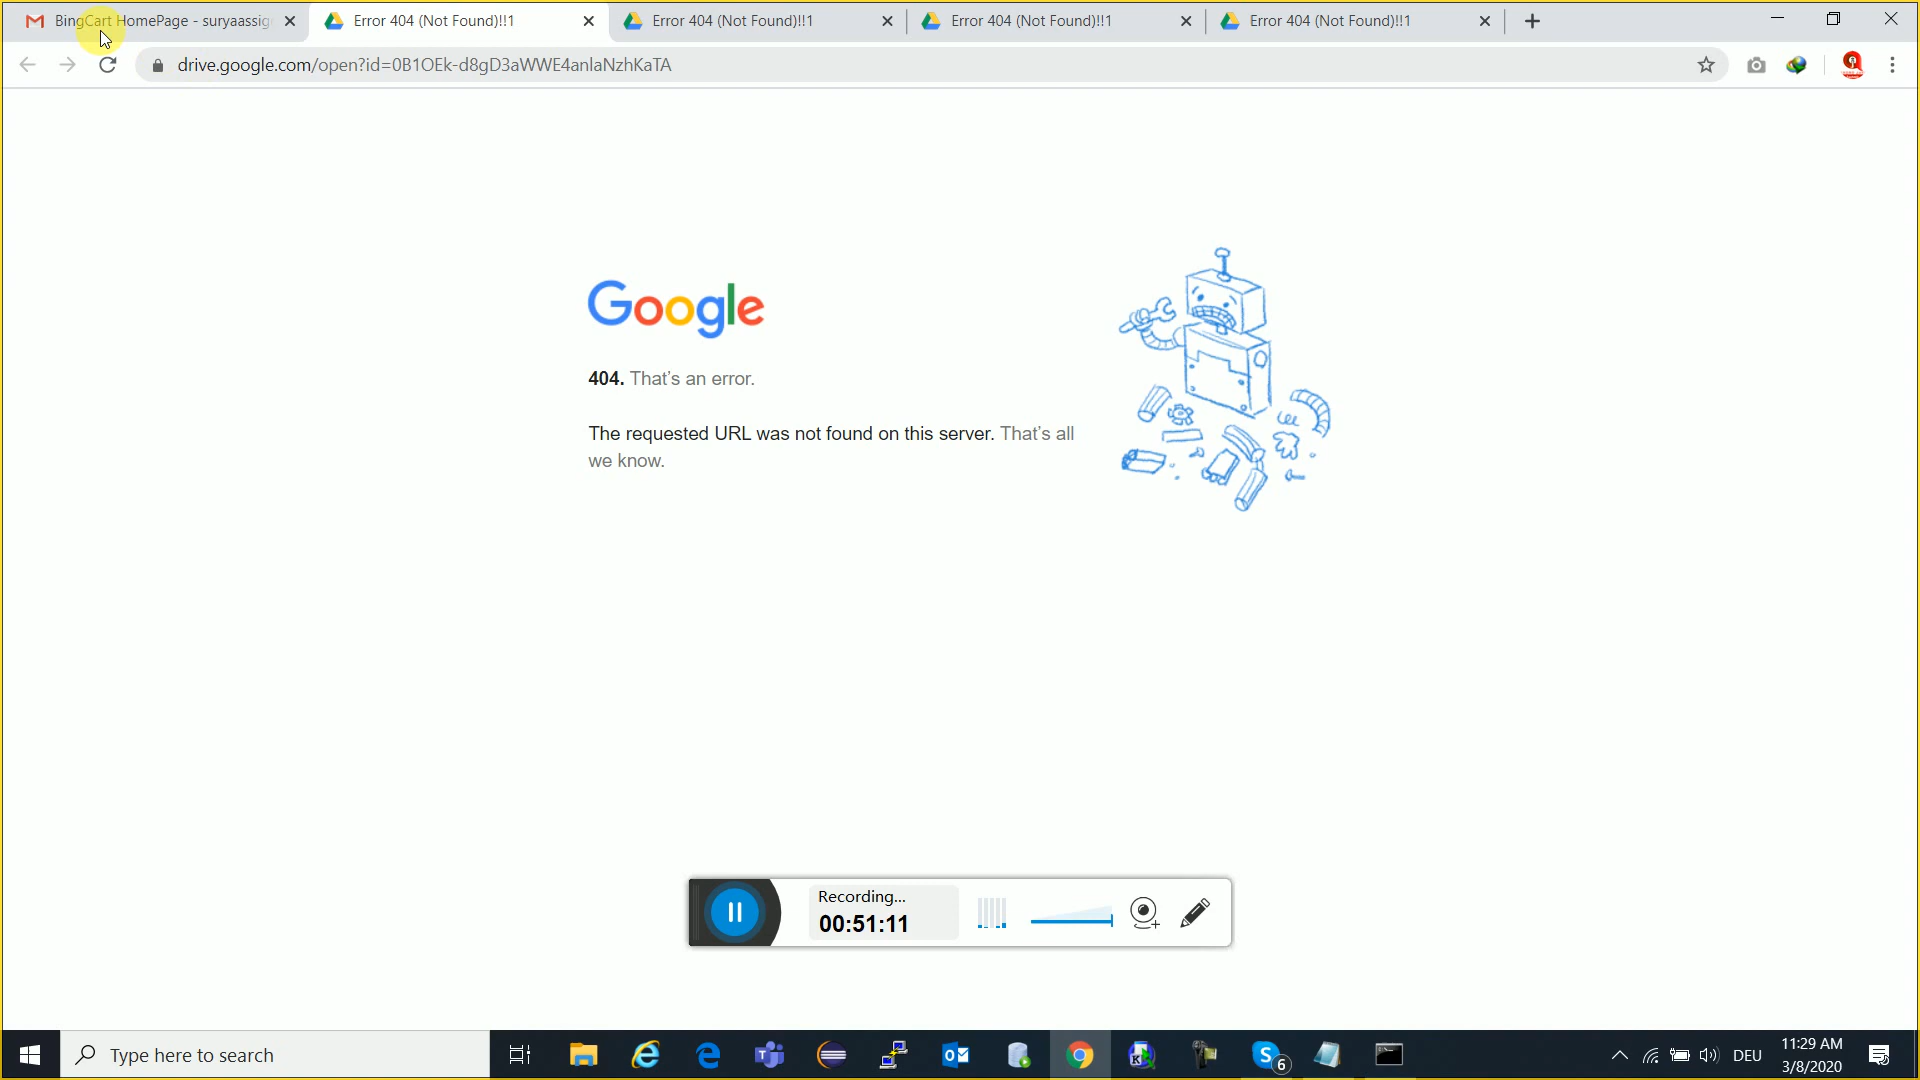 BingCart HomePage - suryaassig
Error 404 (Not Found)!!1
Error 404 (Not Found)!!1
Error 404 (Not Found)!!1
Error 404 (Not Found)!!1
drive.google.com/open?id=0B1OEk-d8gD3aWWE4anlaNzhKaTA
Google
404. That's an error.
The requested URL was not found on this server. That's all
we know.
Recording...
00:51:11
Type here to search
6
DEU
11:29 AM
3/8/2020